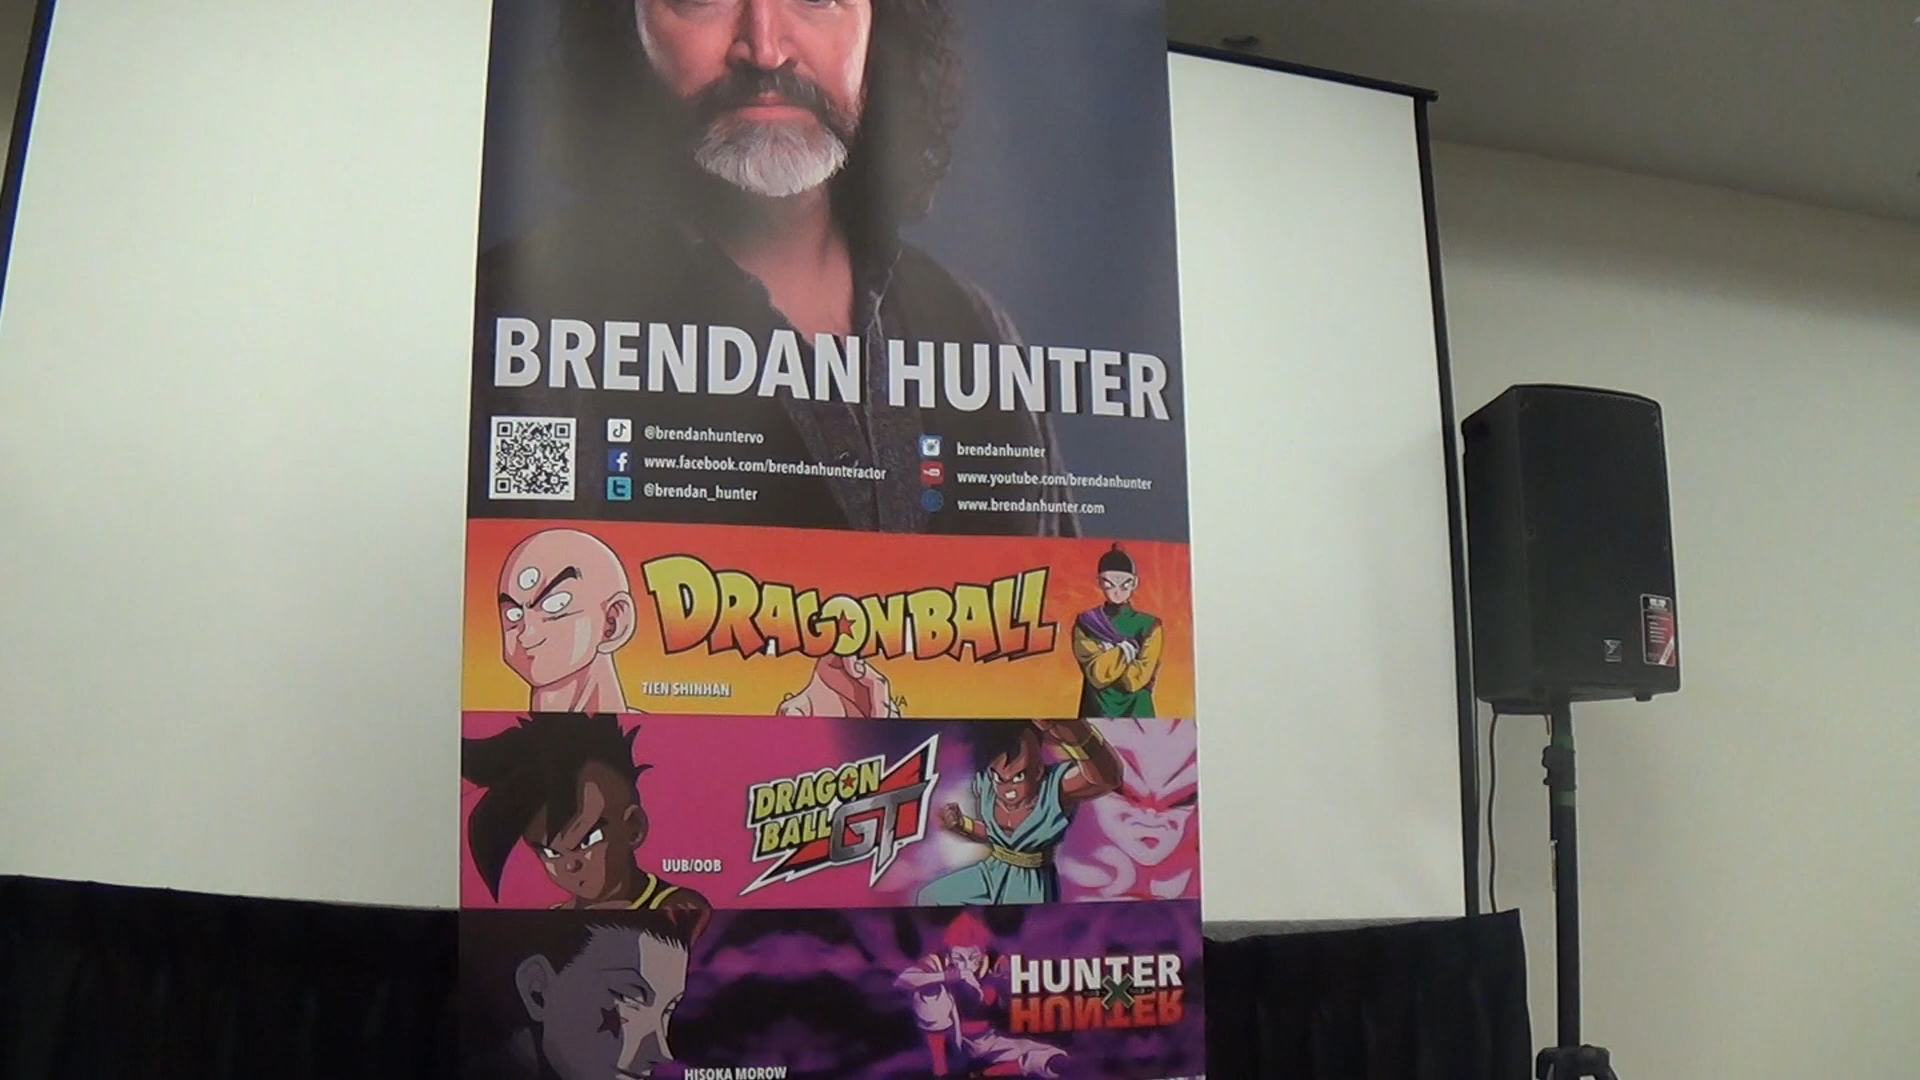 BRENDAN HUNTER
@brendanhuntervo
www.facebook.com/brendanhunteractor
@brendan_hunter
brendanhunter
www.youtube.com/brendanhunter
www.brendanhunter.com
DRAGON BALL
TIEN SHINHAN
DRAGON
BALL GT
UUB/OOB
HUNTER
X
HUNTER
HISOKA MOROW